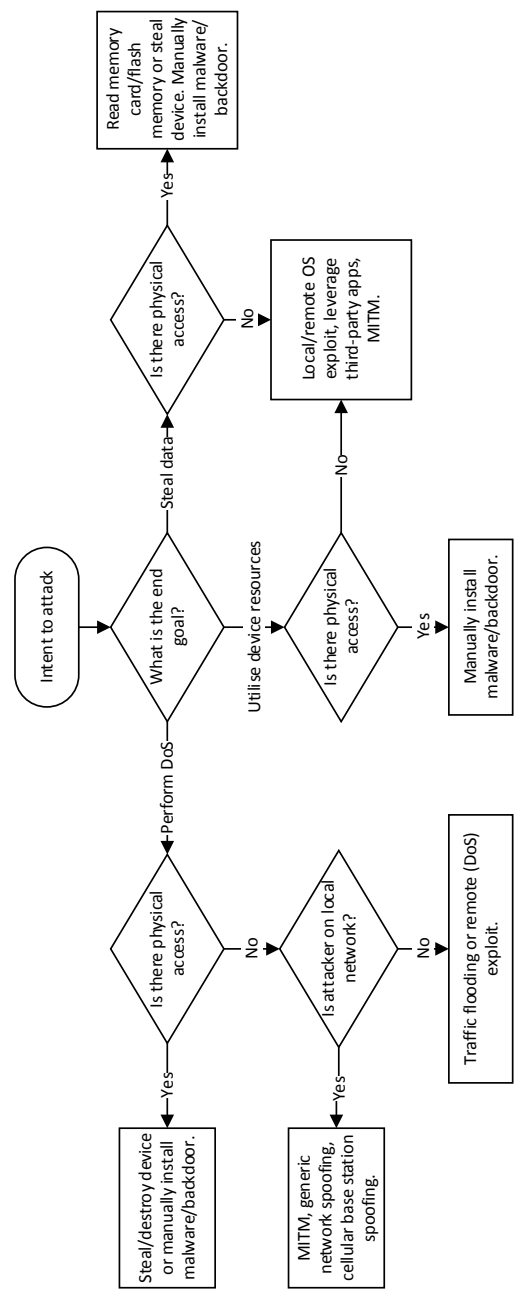 Intent to attack
What is the end
goal?
Perform DoS
Steal data
Utilise device resources
Is there physical
access?
Yes
No
Steal/destroy device
or manually install
malware/backdoor.
Is attacker on local
network?
Yes
No
MITM, generic
network spoofing,
cellular base station
spoofing.
Traffic flooding or remote (DoS)
exploit.
Is there physical
access?
Yes
No
Manually install
malware/backdoor.
Is there physical
access?
Yes
No
Read memory
card/flash
memory or steal
device. Manually
install malware/
backdoor.
Local/remote OS
exploit, leverage
third-party apps,
MITM.